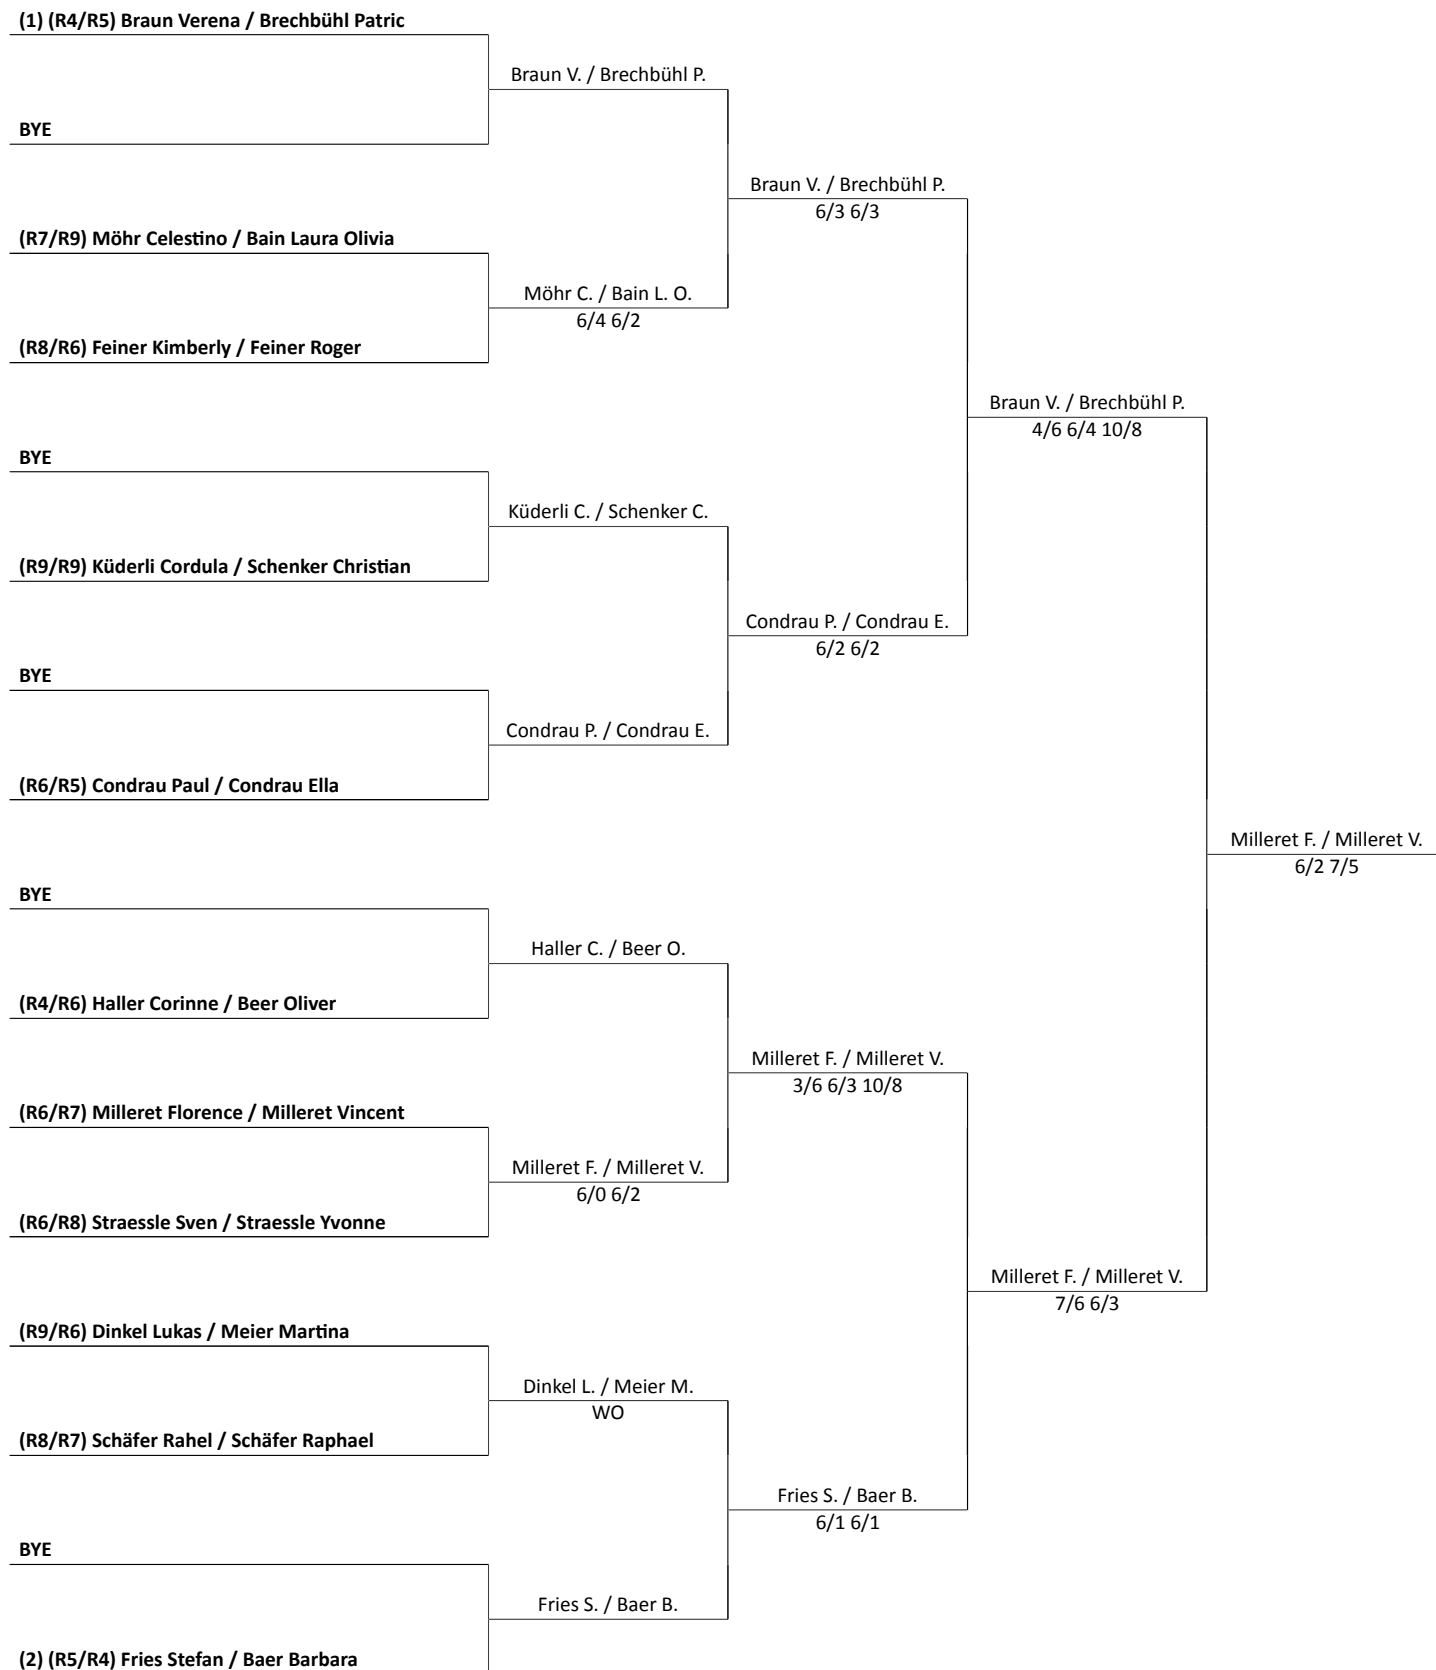 (1) (R4/R5) Braun Verena / Brechbühl Patric
Braun V. / Brechbühl P.
BYE
Braun V. / Brechbühl P.
6/3 6/3
(R7/R9) Möhr Celestino / Bain Laura Olivia
Möhr C. / Bain L. O.
6/4 6/2
(R8/R6) Feiner Kimberly / Feiner Roger
Braun V. / Brechbühl P.
4/6 6/4 10/8
BYE
Küderli C. / Schenker C.
(R9/R9) Küderli Cordula / Schenker Christian
Condrau P. / Condrau E.
6/2 6/2
BYE
Condrau P. / Condrau E.
(R6/R5) Condrau Paul / Condrau Ella
Milleret F. / Milleret V.
6/2 7/5
BYE
Haller C. / Beer O.
(R4/R6) Haller Corinne / Beer Oliver
Milleret F. / Milleret V.
3/6 6/3 10/8
(R6/R7) Milleret Florence / Milleret Vincent
Milleret F. / Milleret V.
6/0 6/2
(R6/R8) Straessle Sven / Straessle Yvonne
Milleret F. / Milleret V.
7/6 6/3
(R9/R6) Dinkel Lukas / Meier Martina
Dinkel L. / Meier M.
WO
(R8/R7) Schäfer Rahel / Schäfer Raphael
Fries S. / Baer B.
6/1 6/1
BYE
Fries S. / Baer B.
(2) (R5/R4) Fries Stefan / Baer Barbara